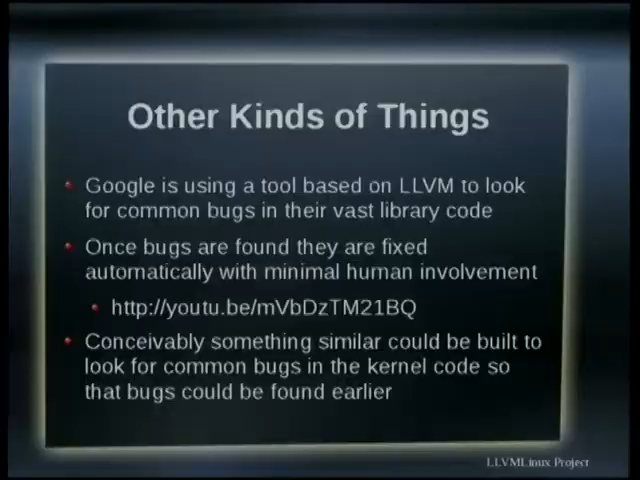 Other Kinds of Things
Google is using a tool based on LLVM to look
for common bugs in their vast library code
Once bugs are found they are fixed
automatically with minimal human involvement
http://youtu.be/mVbDzTM21BQ
Conceivably something similar could be built to
look for common bugs in the kernel code so
that bugs could be found earlier
LLVMLinux Project